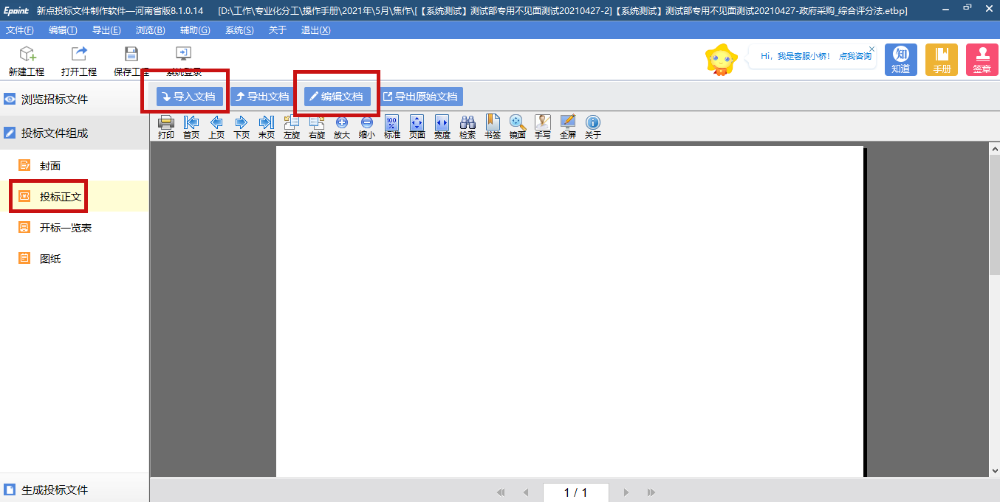 Epoint 新点投标文件制作软件—河南省版8.1.0.14 [D:\工作\专业化分工\操作手册\2021年\5月\焦作\[【系统测试】测试部专用不见面测试20210427-2]【系统测试】测试部专用不见面测试20210427-政府采购_综合评分法.etbp]
文件(F) 编辑(T) 导出(E) 浏览(B) 辅助(G) 系统(S) 关于 退出(X)
Hi，我是客服小桥！ 点我咨询
知
知道 手册 签章
新建工程 打开工程 保存工程 系统登录
浏览招标文件
导入文档 导出文档 编辑文档 导出原始文档
100
%
打印 首页 上页 下页 末页 左旋 右旋 放大 缩小 标准 页面 宽度 检索 书签 镜面 手写 全屏 关于
投标文件组成
封面
投标正文
开标一览表
图纸
生成投标文件
1 / 1